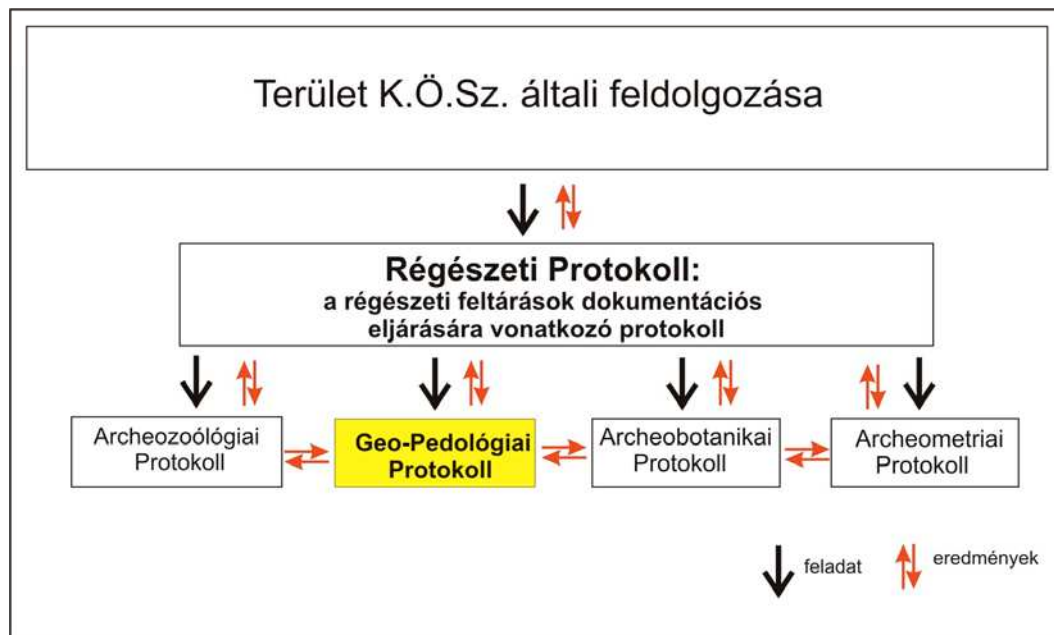 Terület K.Ö.Sz. általi feldolgozása
Régészeti Protokoll:
a régészeti feltárások dokumentációs
eljárására vonatkozó protokoll
Archeozoológiai
Protokoll
Geo-Pedológiai
Protokoll
Archeobotanikai
Protokoll
Archeometriai
Protokoll
feladat
eredmények